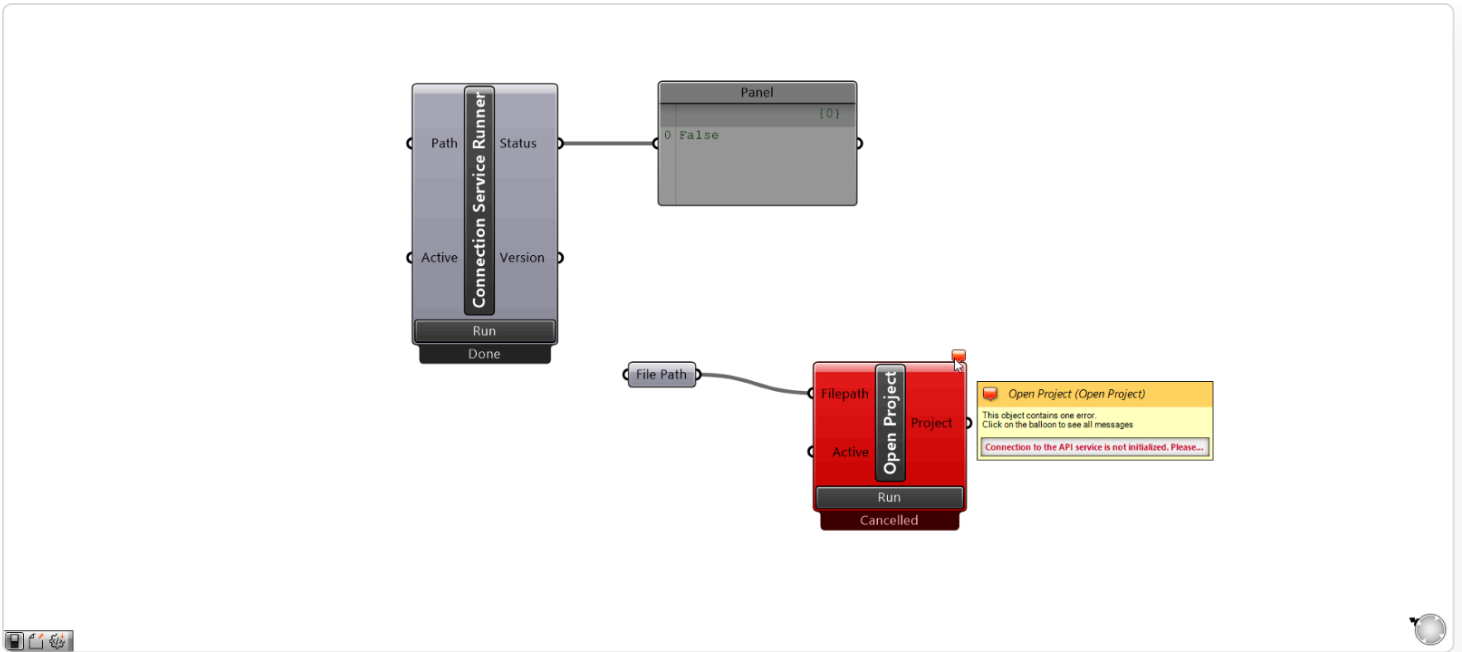 Panel
{0}
0 False
Path
Status
Connection Service Runner
Active
Version
Run
Done
File Path
Filepath
Open Project
Project
Active
Run
Cancelled
Open Project (Open Project)
This object contains one error.
Click on the balloon to see all messages
Connection to the API service is not initialized. Please...